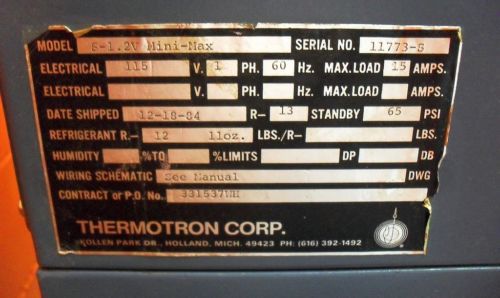 MODEL S-1.2V Mini-Max SERIAL NO. 11773-S
ELECTRICAL 115 V. 1 PH. 60 Hz. MAX. LOAD 15 AMPS.
ELECTRICAL V. PH. Hz. MAX. LOAD AMPS.
DATE SHIPPED 12-18-84 R- 13 STANDBY 65 PSI
REFRIGERANT R.- 12 11oz. LBS./R- LBS.
HUMIDITY %TO %LIMITS DP DB
WIRING SCHEMATIC See Manual DWG
CONTRACT or P.O. No. 331537WH
THERMOTRON CORP.
KOLLEN PARK DR., HOLLAND, MICH. 49423 PH: (616) 392-1492